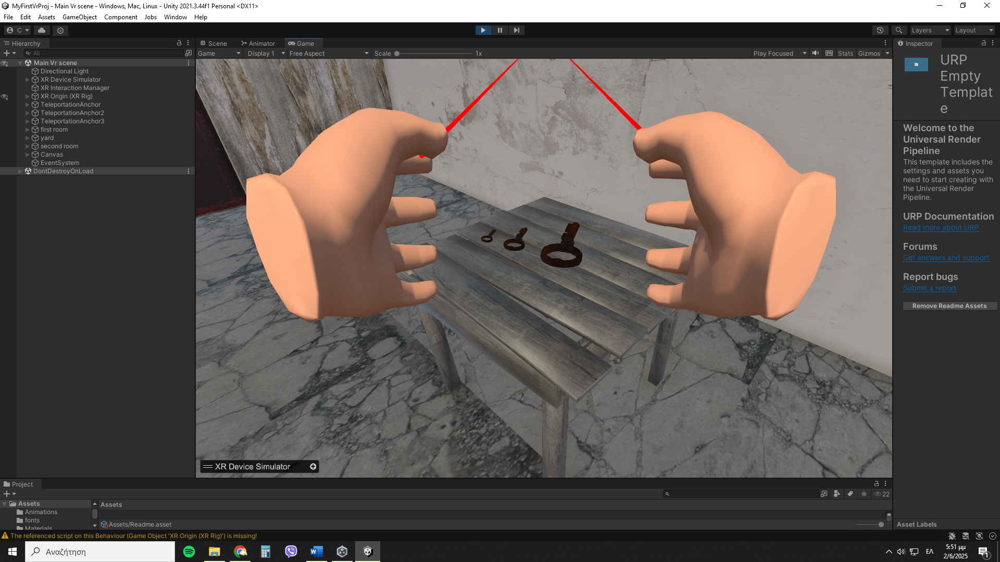 MyFirstVrProj - Main Vr scene - Windows, Mac, Linux - Unity 2021.3.44f1 Personal <DX11>
File Edit Assets GameObject Component Jobs Window Help
C Layers Layout
Hierarchy
All
Main Vr scene
Directional Light
XR Device Simulator
XR Interaction Manager
XR Origin (XR Rig)
TeleportationAnchor
TeleportationAnchor2
TeleportationAnchor3
first room
yard
second room
Canvas
EventSystem
DontDestroyOnLoad
Scene Animator Game
Game Display 1 Free Aspect Scale 1x Play Focused Stats Gizmos
XR Device Simulator
Inspector
URP
Empty
Templat
e
Welcome to the
Universal Render
Pipeline
This template includes the
settings and assets you
need to start creating with
the Universal Render
Pipeline.
URP Documentation
Read more about URP
Forums
Get answers and support
Report bugs
Submit a report
Remove Readme Assets
Asset Labels
Project
22
Assets
Animations
fonts
Materials
Assets
Assets/Readme.asset
The referenced script on this Behaviour (Game Object 'XR Origin (XR Rig)') is missing!
Αναζήτηση
ΕΛ
5:51 μμ
2/6/2025
1